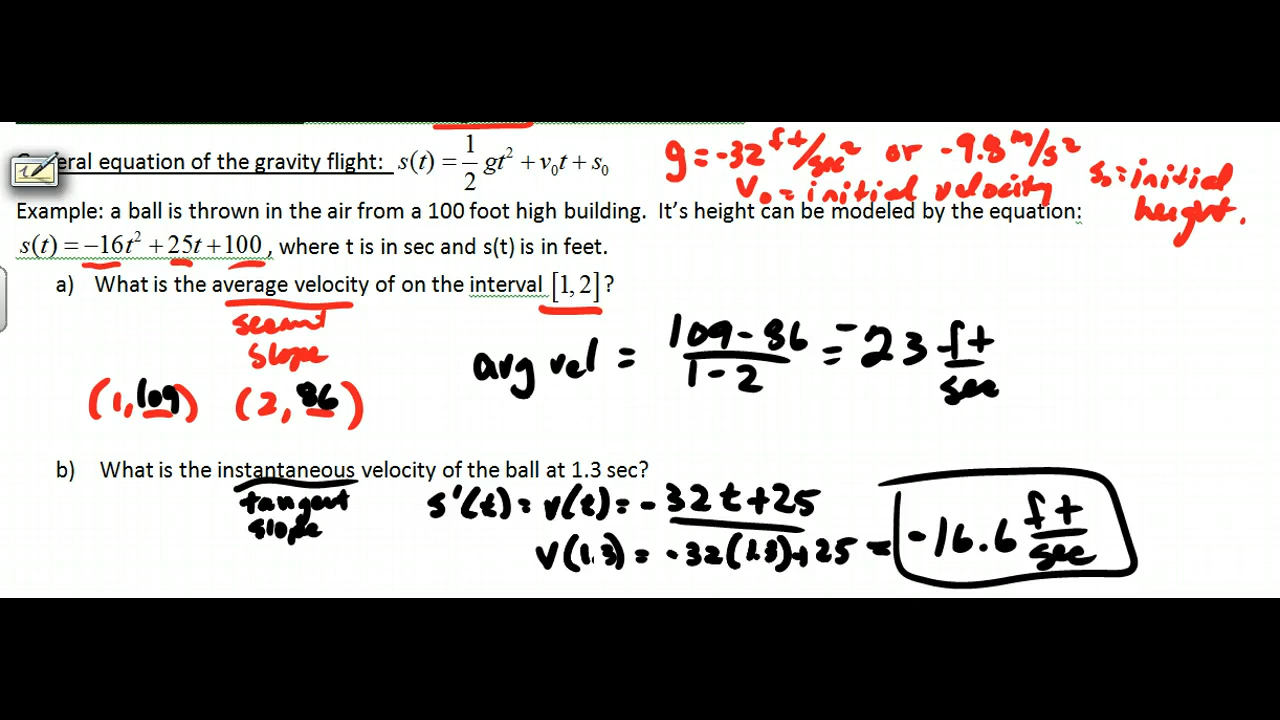 eral equation of the gravity flight: s(t) = 1/2 gt² + v₀t + s₀
g = -32 ft/sec² or -9.8 m/s²
v₀ = initial velocity
s₀ = initial height.
Example: a ball is thrown in the air from a 100 foot high building. It's height can be modeled by the equation:
s(t) = -16t² + 25t + 100, where t is in sec and s(t) is in feet.
a) What is the average velocity of on the interval [1,2]?
secant
slope
(1, 109) (2, 86)
avg vel = 109-86/1-2 = -23 ft/sec
b) What is the instantaneous velocity of the ball at 1.3 sec?
tangent
slope
s'(t) = v(t) = -32t+25
v(1.3) = -32(1.3)+25 = -16.6 ft/sec